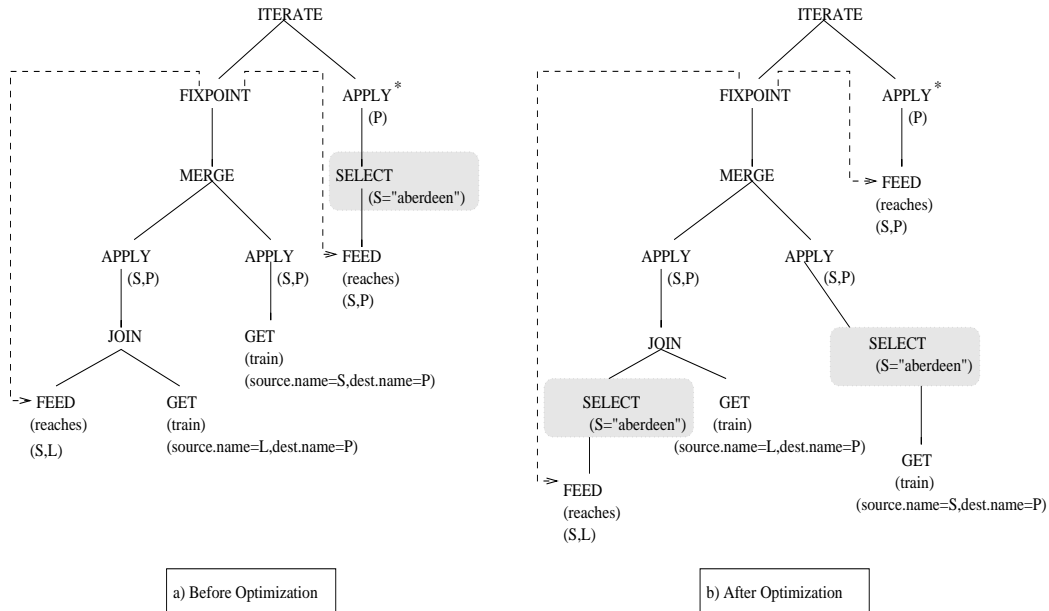 ITERATE
FIXPOINT
APPLY *
(P)
MERGE
SELECT
(S="aberdeen")
APPLY
(S,P)
APPLY
(S,P)
FEED
(reaches)
(S,P)
JOIN
GET
(train)
(source.name=S,dest.name=P)
FEED
(reaches)
(S,L)
GET
(train)
(source.name=L,dest.name=P)
a) Before Optimization
ITERATE
FIXPOINT
APPLY *
(P)
MERGE
FEED
(reaches)
(S,P)
APPLY
(S,P)
APPLY
(S,P)
JOIN
SELECT
(S="aberdeen")
SELECT
(S="aberdeen")
GET
(train)
(source.name=L,dest.name=P)
GET
(train)
(source.name=S,dest.name=P)
FEED
(reaches)
(S,L)
b) After Optimization